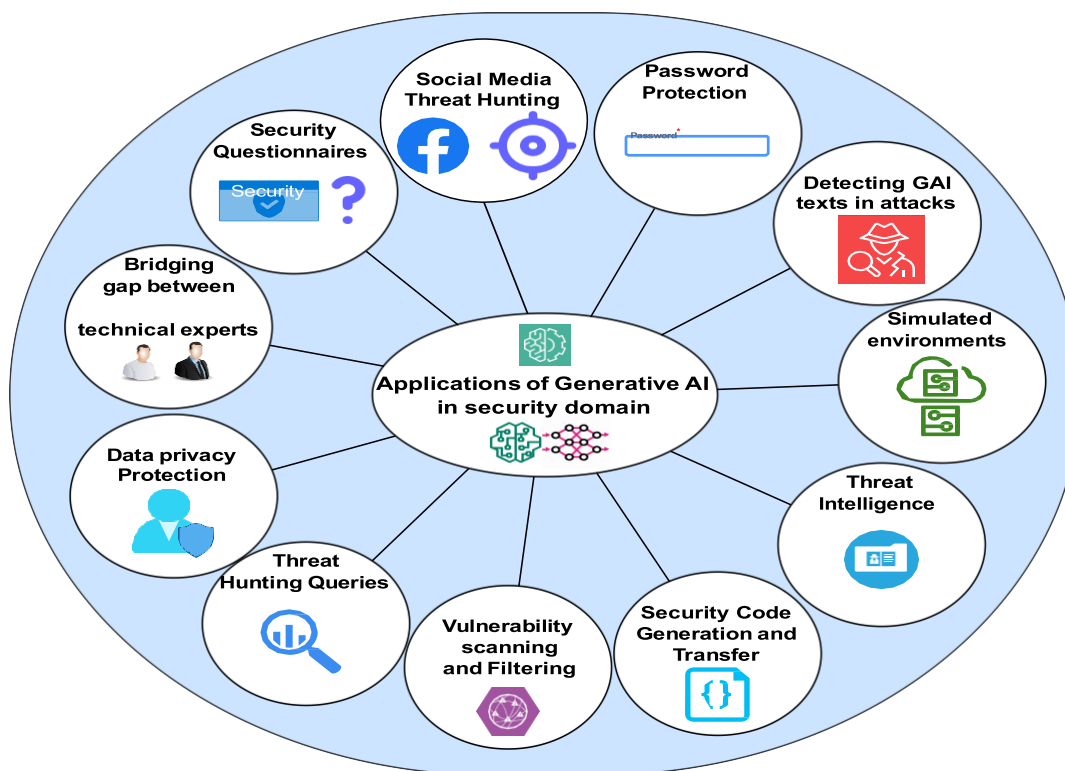 Social Media
Threat Hunting
Password
Protection
Password*
Security
Questionnaires
Security
?
Detecting GAI
texts in attacks
Bridging
gap between
technical experts
Simulated
environments
Applications of Generative AI
in security domain
Data privacy
Protection
Threat
Intelligence
Threat
Hunting Queries
Vulnerability
scanning
and Filtering
Security Code
Generation and
Transfer
{}